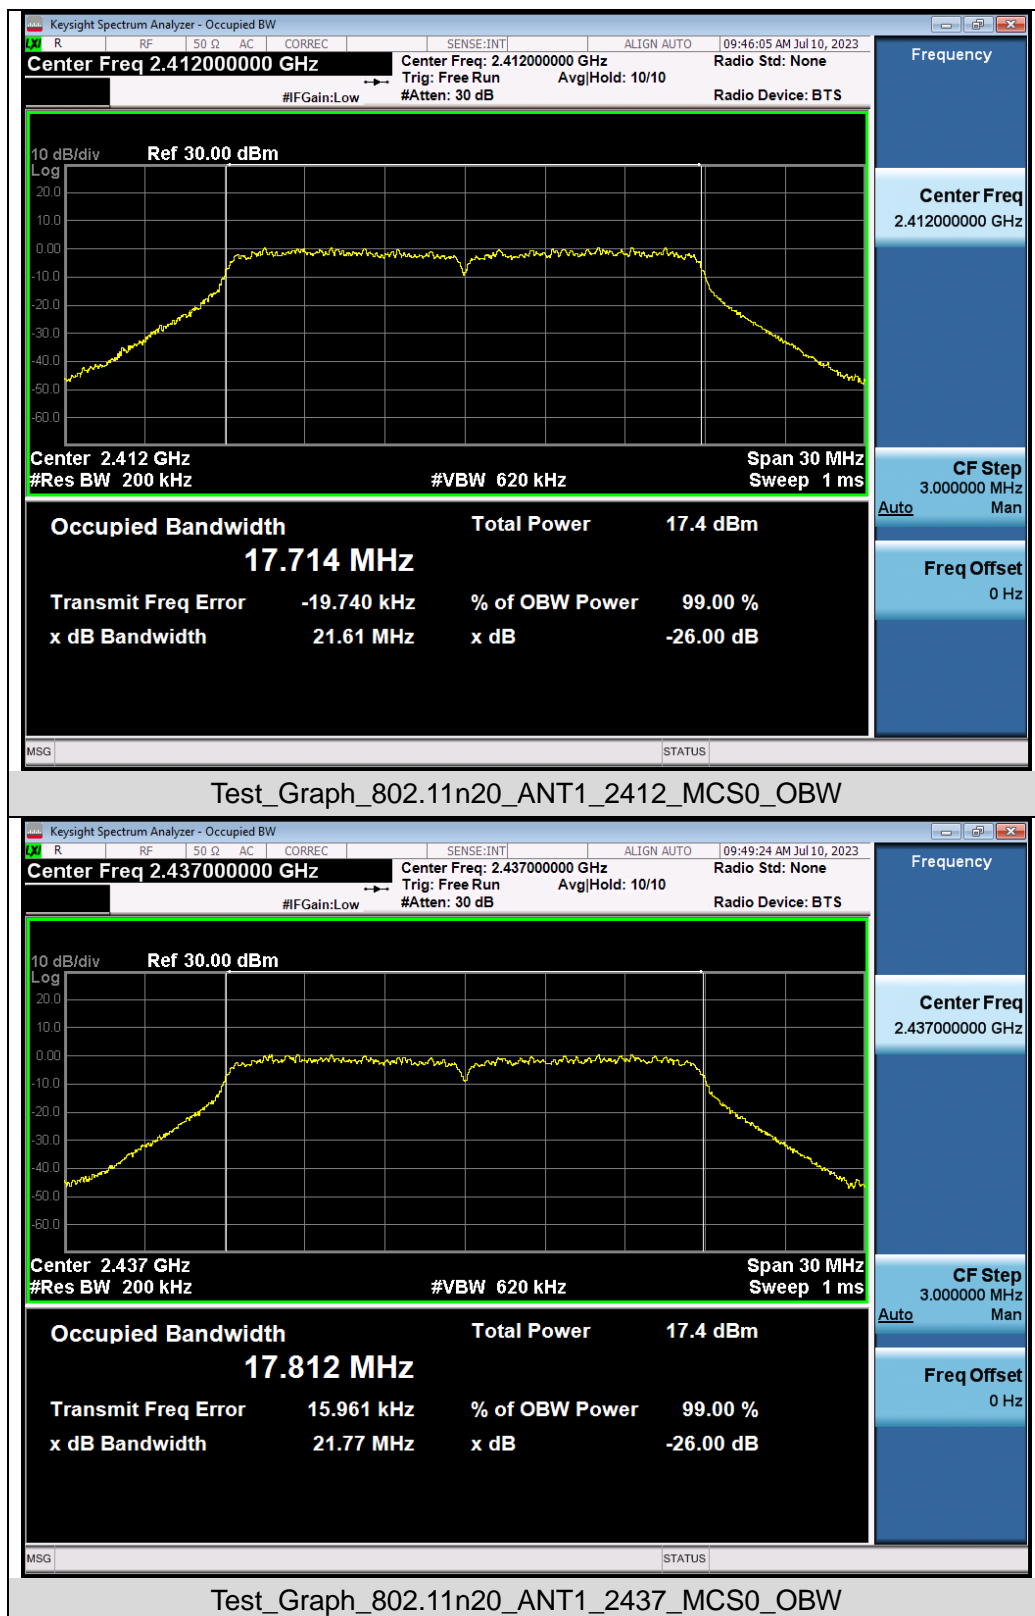 Keysight Spectrum Analyzer - Occupied BW
LXI R RF 50 Ω AC CORREC SENSE:INT ALIGN AUTO 09:46:05 AM Jul 10, 2023
Center Freq 2.412000000 GHz
Center Freq: 2.412000000 GHz
Radio Std: None
Trig: Free Run Avg|Hold: 10/10
#IFGain:Low
#Atten: 30 dB
Radio Device: BTS
Frequency
10 dB/div Ref 30.00 dBm
Log
20.0
10.0
0.00
-10.0
-20.0
-30.0
-40.0
-50.0
-60.0
Center 2.412 GHz
Span 30 MHz
#Res BW 200 kHz
#VBW 620 kHz
Sweep 1 ms
Center Freq
2.412000000 GHz
CF Step
3.000000 MHz
Auto Man
Freq Offset
0 Hz
Occupied Bandwidth
Total Power 17.4 dBm
17.714 MHz
Transmit Freq Error -19.740 kHz % of OBW Power 99.00 %
x dB Bandwidth 21.61 MHz x dB -26.00 dB
MSG STATUS
Test_Graph_802.11n20_ANT1_2412_MCS0_OBW
Keysight Spectrum Analyzer - Occupied BW
LXI R RF 50 Ω AC CORREC SENSE:INT ALIGN AUTO 09:49:24 AM Jul 10, 2023
Center Freq 2.437000000 GHz
Center Freq: 2.437000000 GHz
Radio Std: None
Trig: Free Run Avg|Hold: 10/10
#IFGain:Low
#Atten: 30 dB
Radio Device: BTS
Frequency
10 dB/div Ref 30.00 dBm
Log
20.0
10.0
0.00
-10.0
-20.0
-30.0
-40.0
-50.0
-60.0
Center 2.437 GHz
Span 30 MHz
#Res BW 200 kHz
#VBW 620 kHz
Sweep 1 ms
Center Freq
2.437000000 GHz
CF Step
3.000000 MHz
Auto Man
Freq Offset
0 Hz
Occupied Bandwidth
Total Power 17.4 dBm
17.812 MHz
Transmit Freq Error 15.961 kHz % of OBW Power 99.00 %
x dB Bandwidth 21.77 MHz x dB -26.00 dB
MSG STATUS
Test_Graph_802.11n20_ANT1_2437_MCS0_OBW